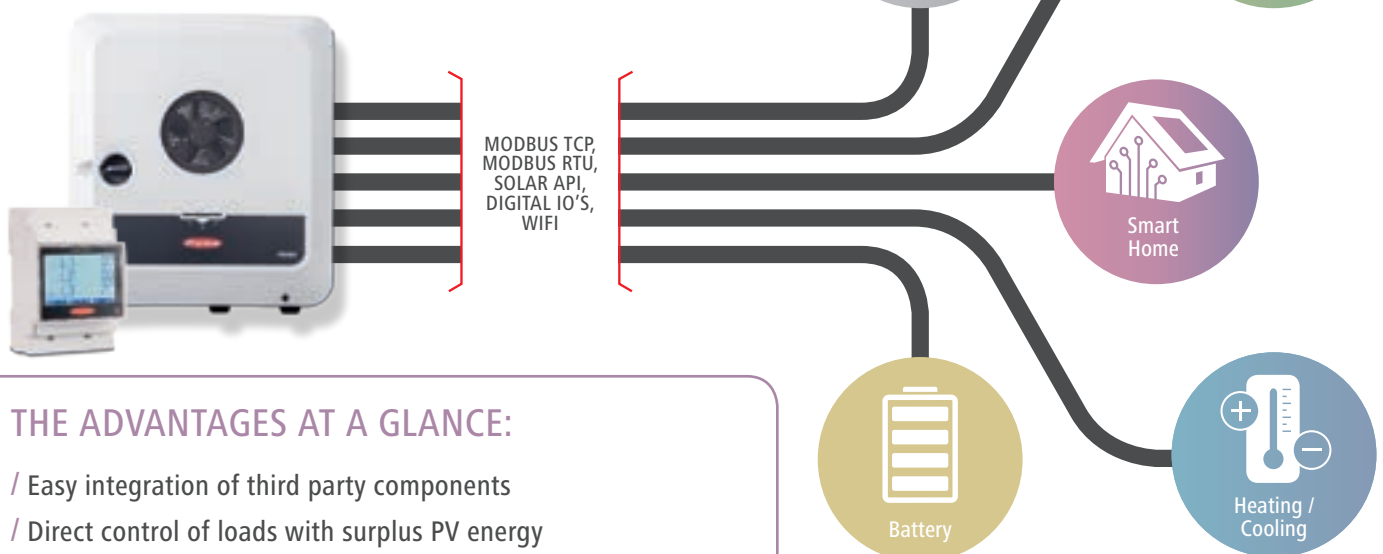 MODBUS TCP,
MODBUS RTU,
SOLAR API,
DIGITAL IO'S,
WIFI
Smart
Home
Battery
Heating /
Cooling
THE ADVANTAGES AT A GLANCE:
/ Easy integration of third party components
/ Direct control of loads with surplus PV energy